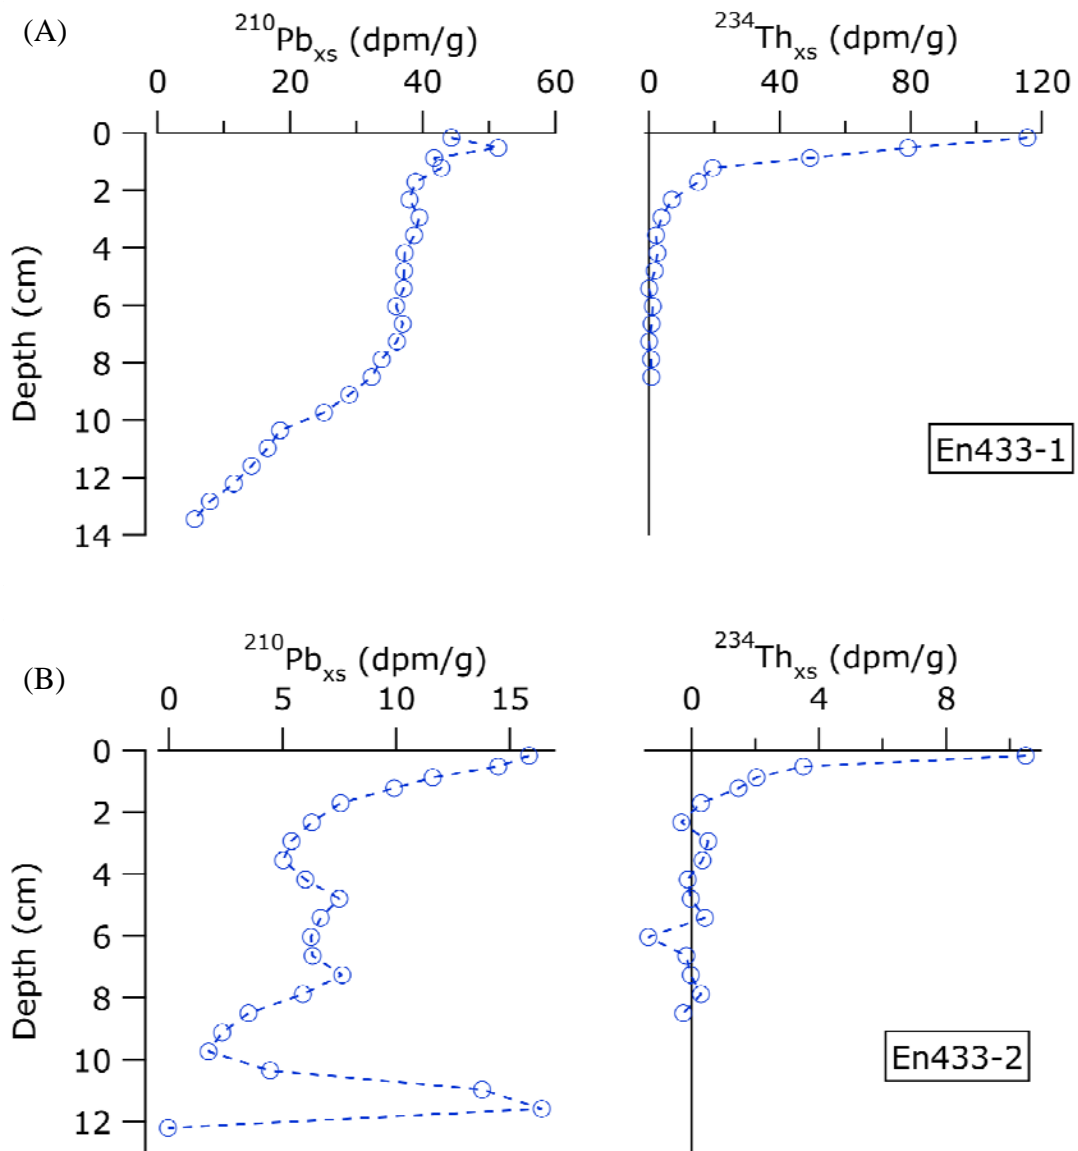 (A)
²¹⁰Pbₓₛ (dpm/g)
²³⁴Thₓₛ (dpm/g)
0 20 40 60
0 40 80 120
0
2
4
6
8
10
12
14
Depth (cm)
En433-1
(B)
²¹⁰Pbₓₛ (dpm/g)
²³⁴Thₓₛ (dpm/g)
0 5 10 15
0 4 8
0
2
4
6
8
10
12
Depth (cm)
En433-2